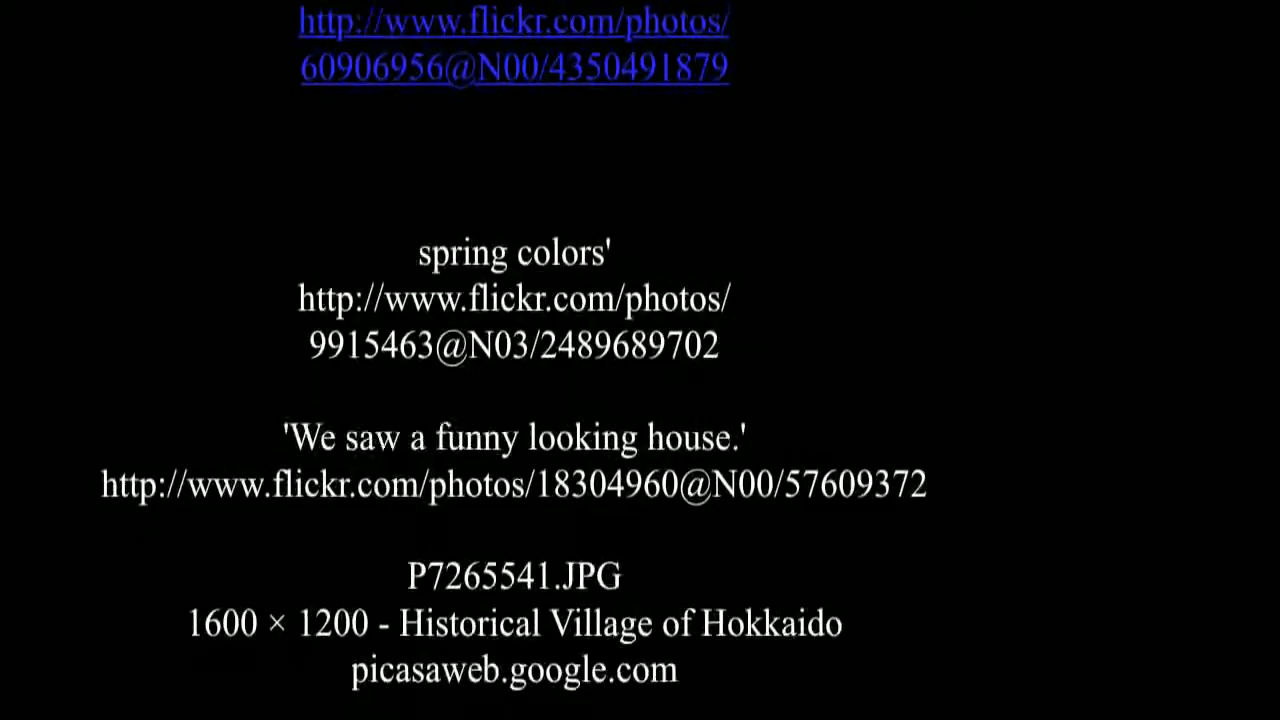 http://www.flickr.com/photos/
60906956@N00/4350491879
spring colors'
http://www.flickr.com/photos/
9915463@N03/2489689702
'We saw a funny looking house.'
http://www.flickr.com/photos/18304960@N00/57609372
P7265541.JPG
1600 × 1200 - Historical Village of Hokkaido
picasaweb.google.com